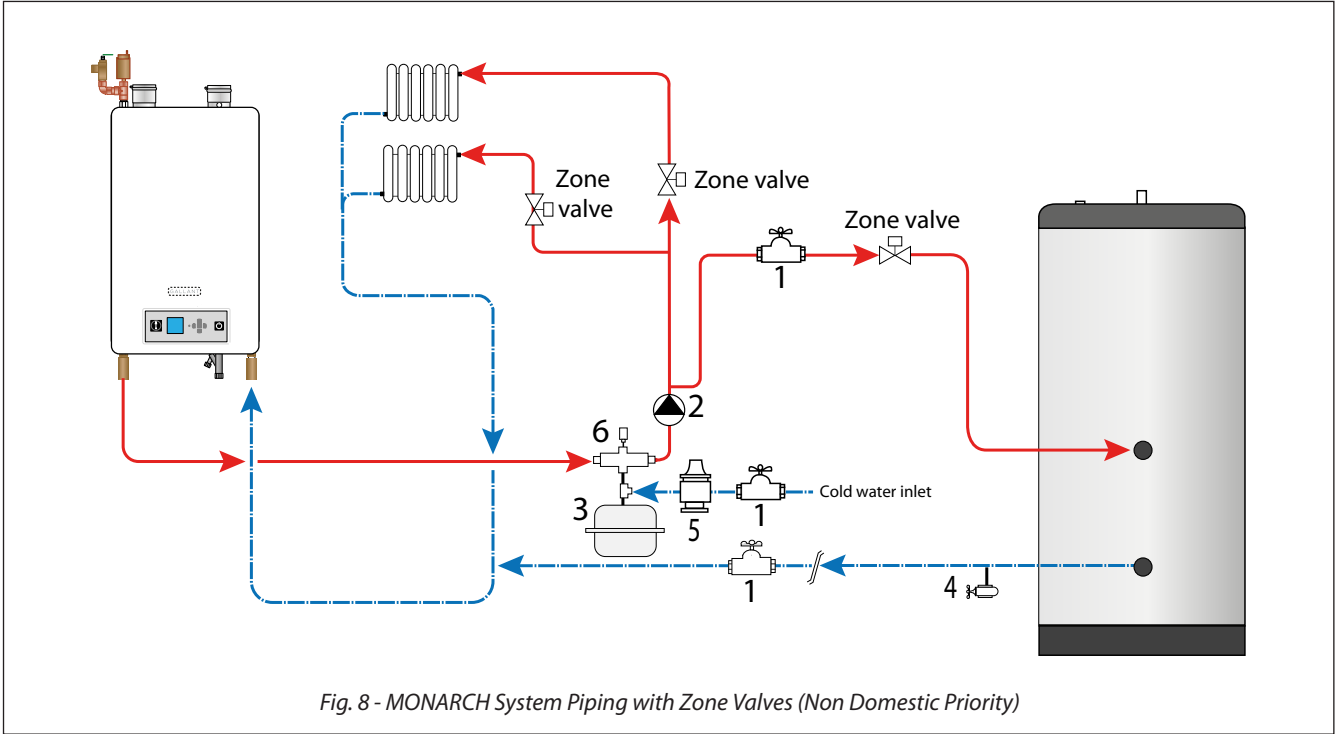 Zone
valve
Zone valve
Zone valve
1
GALLANT
2
6
Cold water inlet
3
5
1
1
4
Fig. 8 - MONARCH System Piping with Zone Valves (Non Domestic Priority)